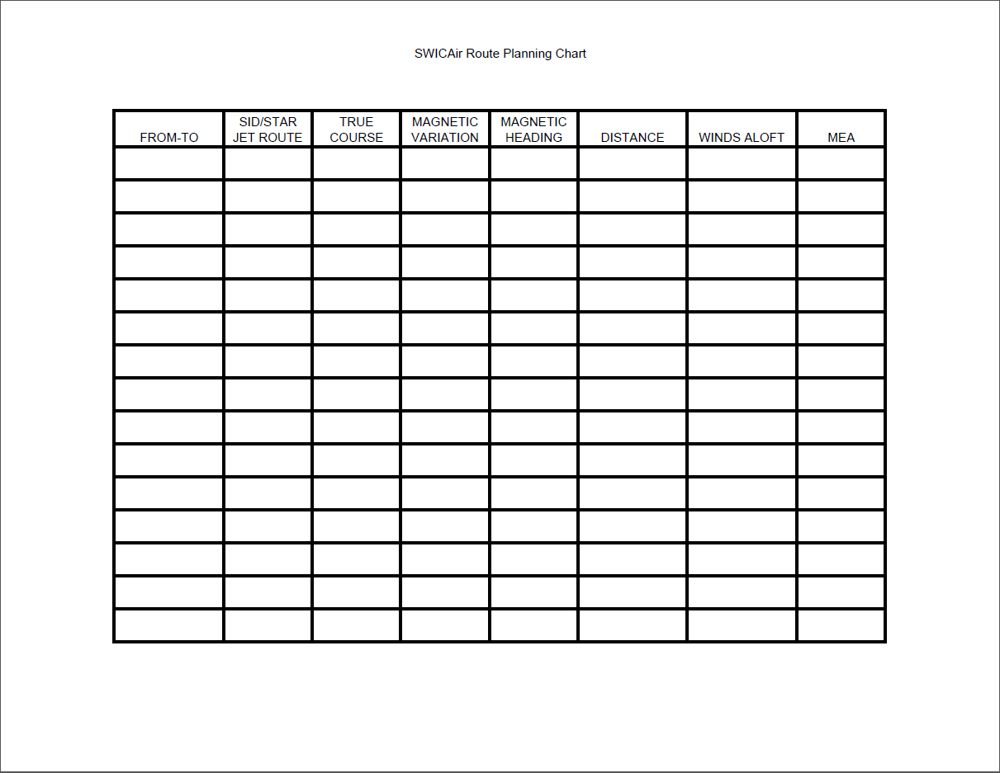 SWICAir Route Planning Chart
SID/STAR TRUE MAGNETIC MAGNETIC
FROM-TO JET ROUTE COURSE VARIATION HEADING DISTANCE WINDS ALOFT MEA